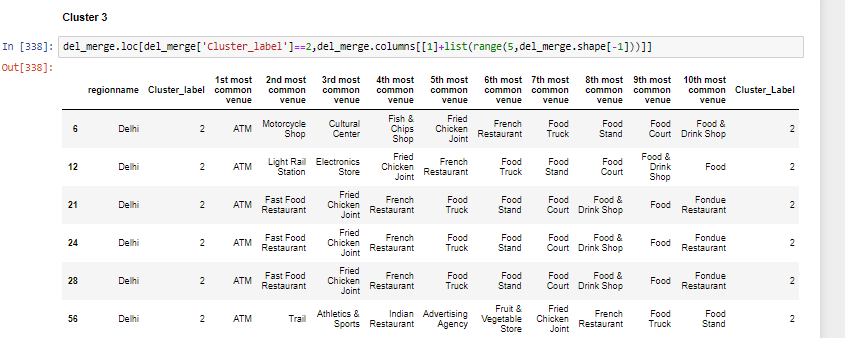 Cluster 3
In [338]: del_merge.loc[del_merge['Cluster_label']==2,del_merge.columns[[1]+list(range(5,del_merge.shape[-1]))]]
Out[338]:
regionname Cluster_label 1st most common venue 2nd most common venue 3rd most common venue 4th most common venue 5th most common venue 6th most common venue 7th most common venue 8th most common venue 9th most common venue 10th most common venue Cluster_Label
6 Delhi 2 ATM Motorcycle Shop Cultural Center Fish & Chips Shop Fried Chicken Joint French Restaurant Food Truck Food Stand Food Court Food & Drink Shop 2
12 Delhi 2 ATM Light Rail Station Electronics Store Fried Chicken Joint French Restaurant Food Truck Food Stand Food Court Food & Drink Shop Food 2
21 Delhi 2 ATM Fast Food Restaurant Fried Chicken Joint French Restaurant Food Truck Food Stand Food Court Food & Drink Shop Food Fondue Restaurant 2
24 Delhi 2 ATM Fast Food Restaurant Fried Chicken Joint French Restaurant Food Truck Food Stand Food Court Food & Drink Shop Food Fondue Restaurant 2
28 Delhi 2 ATM Fast Food Restaurant Fried Chicken Joint French Restaurant Food Truck Food Stand Food Court Food & Drink Shop Food Fondue Restaurant 2
56 Delhi 2 ATM Trail Athletics & Sports Indian Restaurant Advertising Agency Fruit & Vegetable Store Fried Chicken Joint French Restaurant Food Truck Food Stand 2